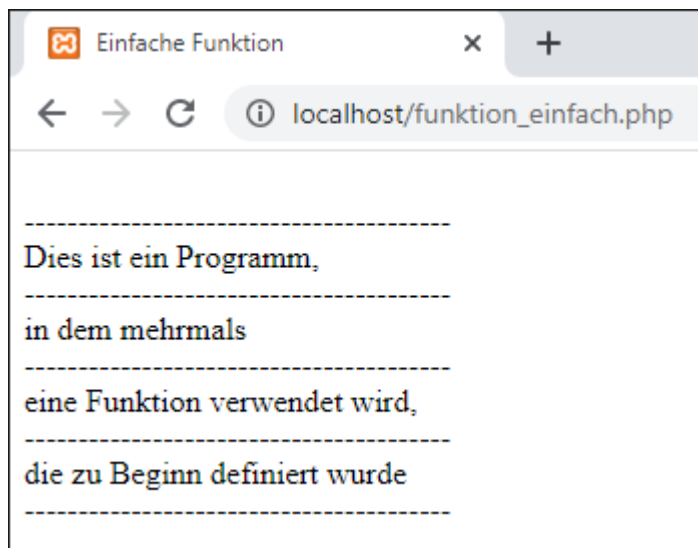 Einfache Funktion
localhost/funktion_einfach.php
----------------------------------------
Dies ist ein Programm,
----------------------------------------
in dem mehrmals
----------------------------------------
eine Funktion verwendet wird,
----------------------------------------
die zu Beginn definiert wurde
----------------------------------------